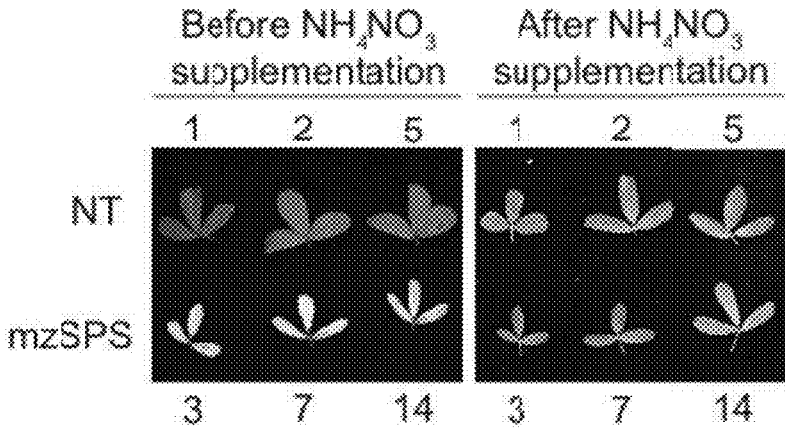 Before NH4NO3 After NH4NO3
supplementation supplementation
1 2 5 1 2 5
NT
mzSPS
3 7 14 3 7 14